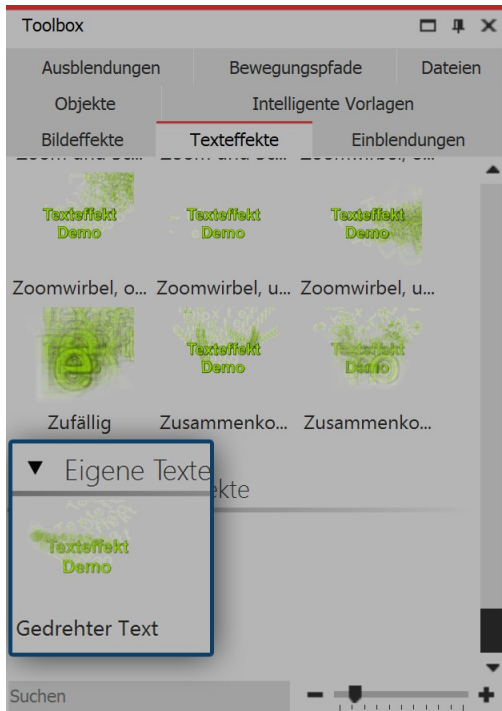 Toolbox
Ausblendungen Bewegungspfade Dateien
Objekte Intelligente Vorlagen
Bildeffekte Texteffekte Einblendungen
Texteffekt Texteffekt Texteffekt
Demo Demo Demo
Zoomwirbel, o... Zoomwirbel, u... Zoomwirbel, u...
e Texteffekt Texteffekt
Demo Demo
Zufällig Zusammenko... Zusammenko...
Eigene Texte
ekte
Texteffekt
Demo
Gedrehter Text
Suchen